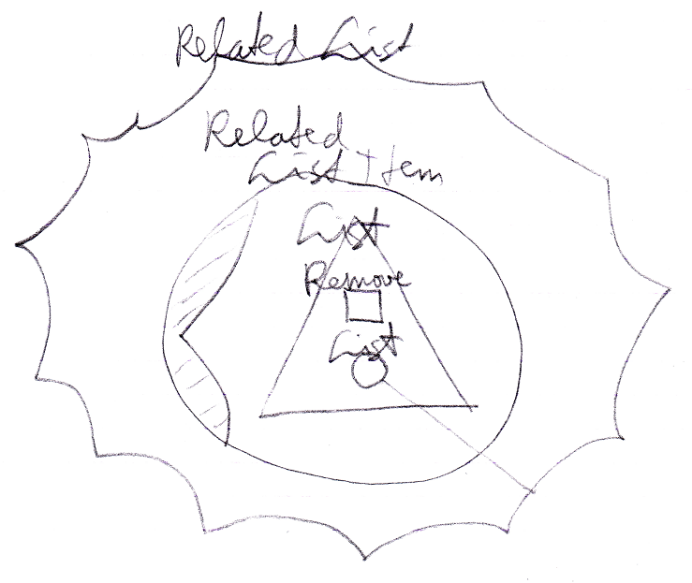 Related List
Related
List Item
List
Remove
List